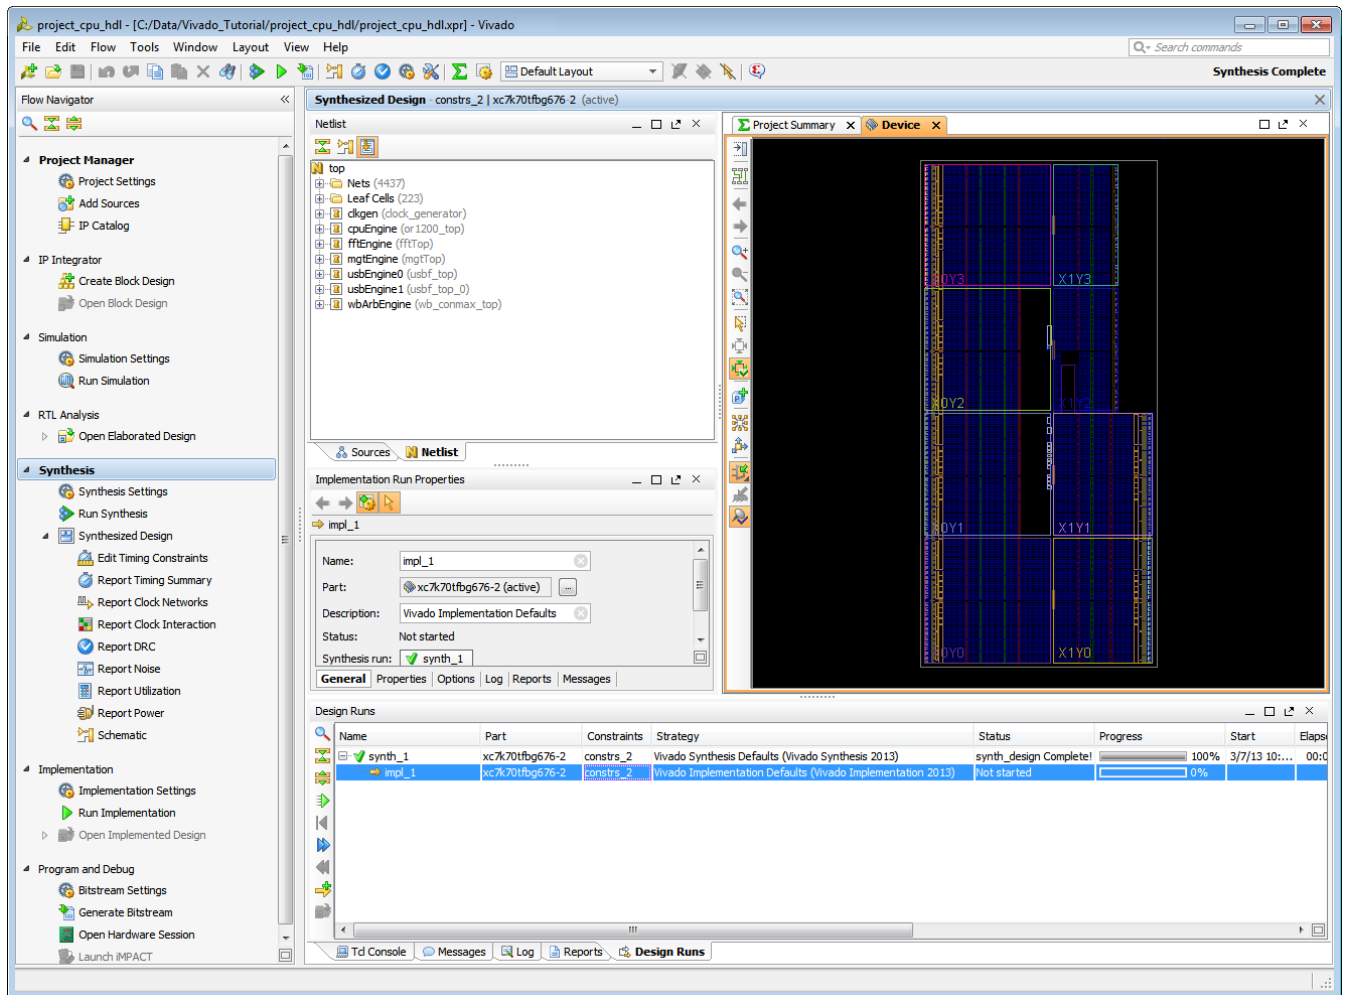 project_cpu_hdl - [C:/Data/Vivado_Tutorial/project_cpu_hdl/project_cpu_hdl.xpr] - Vivado
File Edit Flow Tools Window Layout View Help
Search commands
Default Layout
Synthesis Complete
Flow Navigator
Project Manager
Project Settings
Add Sources
IP Catalog
IP Integrator
Create Block Design
Open Block Design
Simulation
Simulation Settings
Run Simulation
RTL Analysis
Open Elaborated Design
Synthesis
Synthesis Settings
Run Synthesis
Synthesized Design
Edit Timing Constraints
Report Timing Summary
Report Clock Networks
Report Clock Interaction
Report DRC
Report Noise
Report Utilization
Report Power
Schematic
Implementation
Implementation Settings
Run Implementation
Open Implemented Design
Program and Debug
Bitstream Settings
Generate Bitstream
Open Hardware Session
Launch iMPACT
Synthesized Design - constrs_2 | xc7k70tfbg676-2 (active)
Netlist
top
Nets (4437)
Leaf Cells (223)
clkgen (clock_generator)
cpuEngine (or1200_top)
fftEngine (fftTop)
mgtEngine (mgtTop)
usbEngine0 (usbf_top)
usbEngine1 (usbf_top_0)
wbArbEngine (wb_conmax_top)
Sources Netlist
Implementation Run Properties
impl_1
Name: impl_1
Part: xc7k70tfbg676-2 (active) ...
Description: Vivado Implementation Defaults
Status: Not started
Synthesis run: synth_1
General Properties Options Log Reports Messages
Project Summary Device
X0Y3 X1Y3
X0Y2 X1Y2
X0Y1 X1Y1
X0Y0 X1Y0
Design Runs
Name Part Constraints Strategy Status Progress Start Elapse
synth_1 xc7k70tfbg676-2 constrs_2 Vivado Synthesis Defaults (Vivado Synthesis 2013) synth_design Complete! 100% 3/7/13 10:... 00:0
impl_1 xc7k70tfbg676-2 constrs_2 Vivado Implementation Defaults (Vivado Implementation 2013) Not started 0%
Tcl Console Messages Log Reports Design Runs